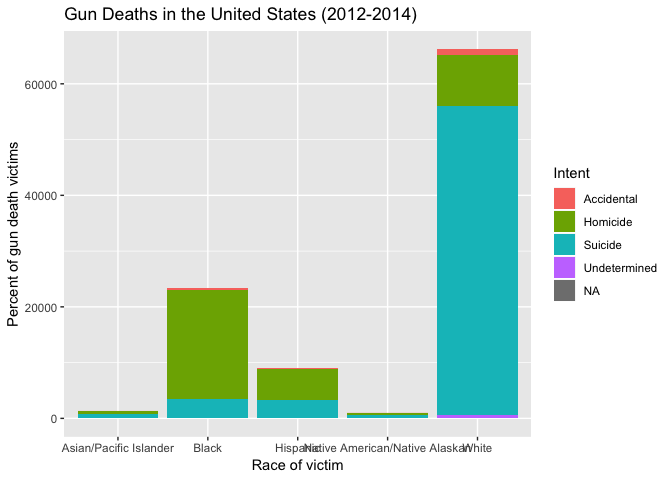 Gun Deaths in the United States (2012-2014)
Percent of gun death victims
60000
40000
20000
0
Asian/Pacific Islander
Black
Hispanic
Native American/Native Alaskan
White
Race of victim
Intent
Accidental
Homicide
Suicide
Undetermined
NA